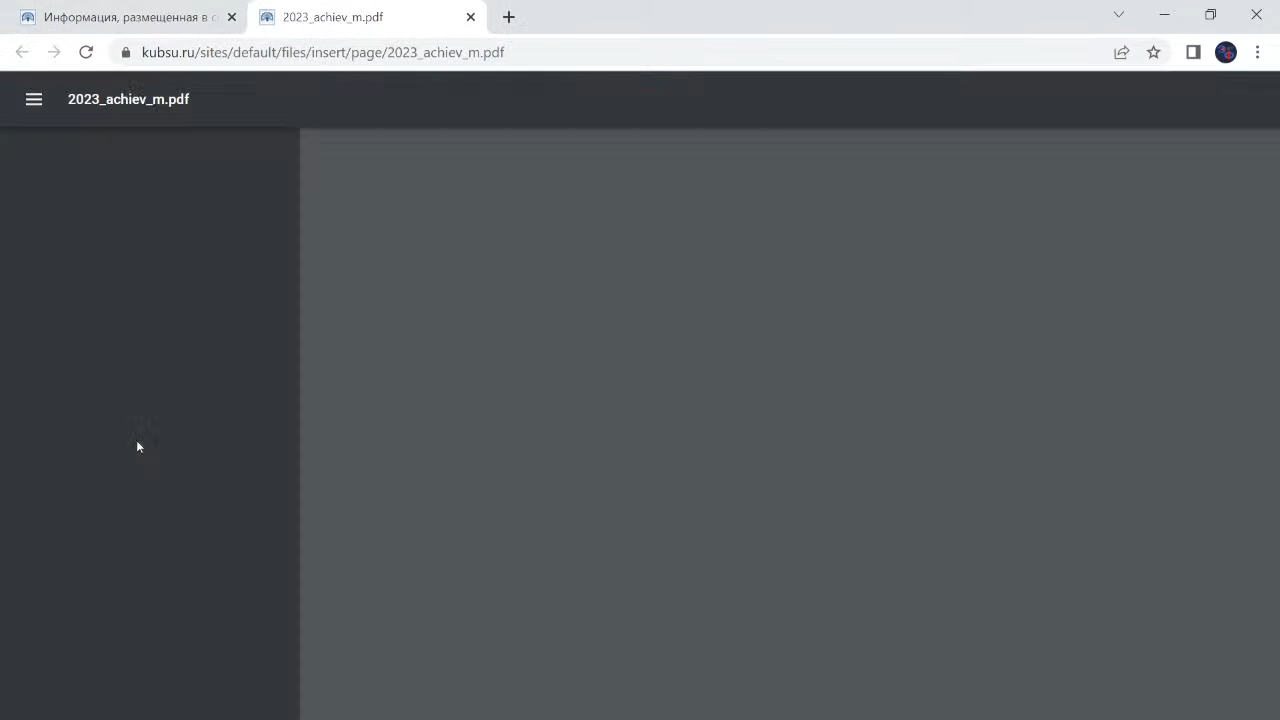 Информация, размещенная в с
2023_achiev_m.pdf
kubsu.ru/sites/default/files/insert/page/2023_achiev_m.pdf
2023_achiev_m.pdf